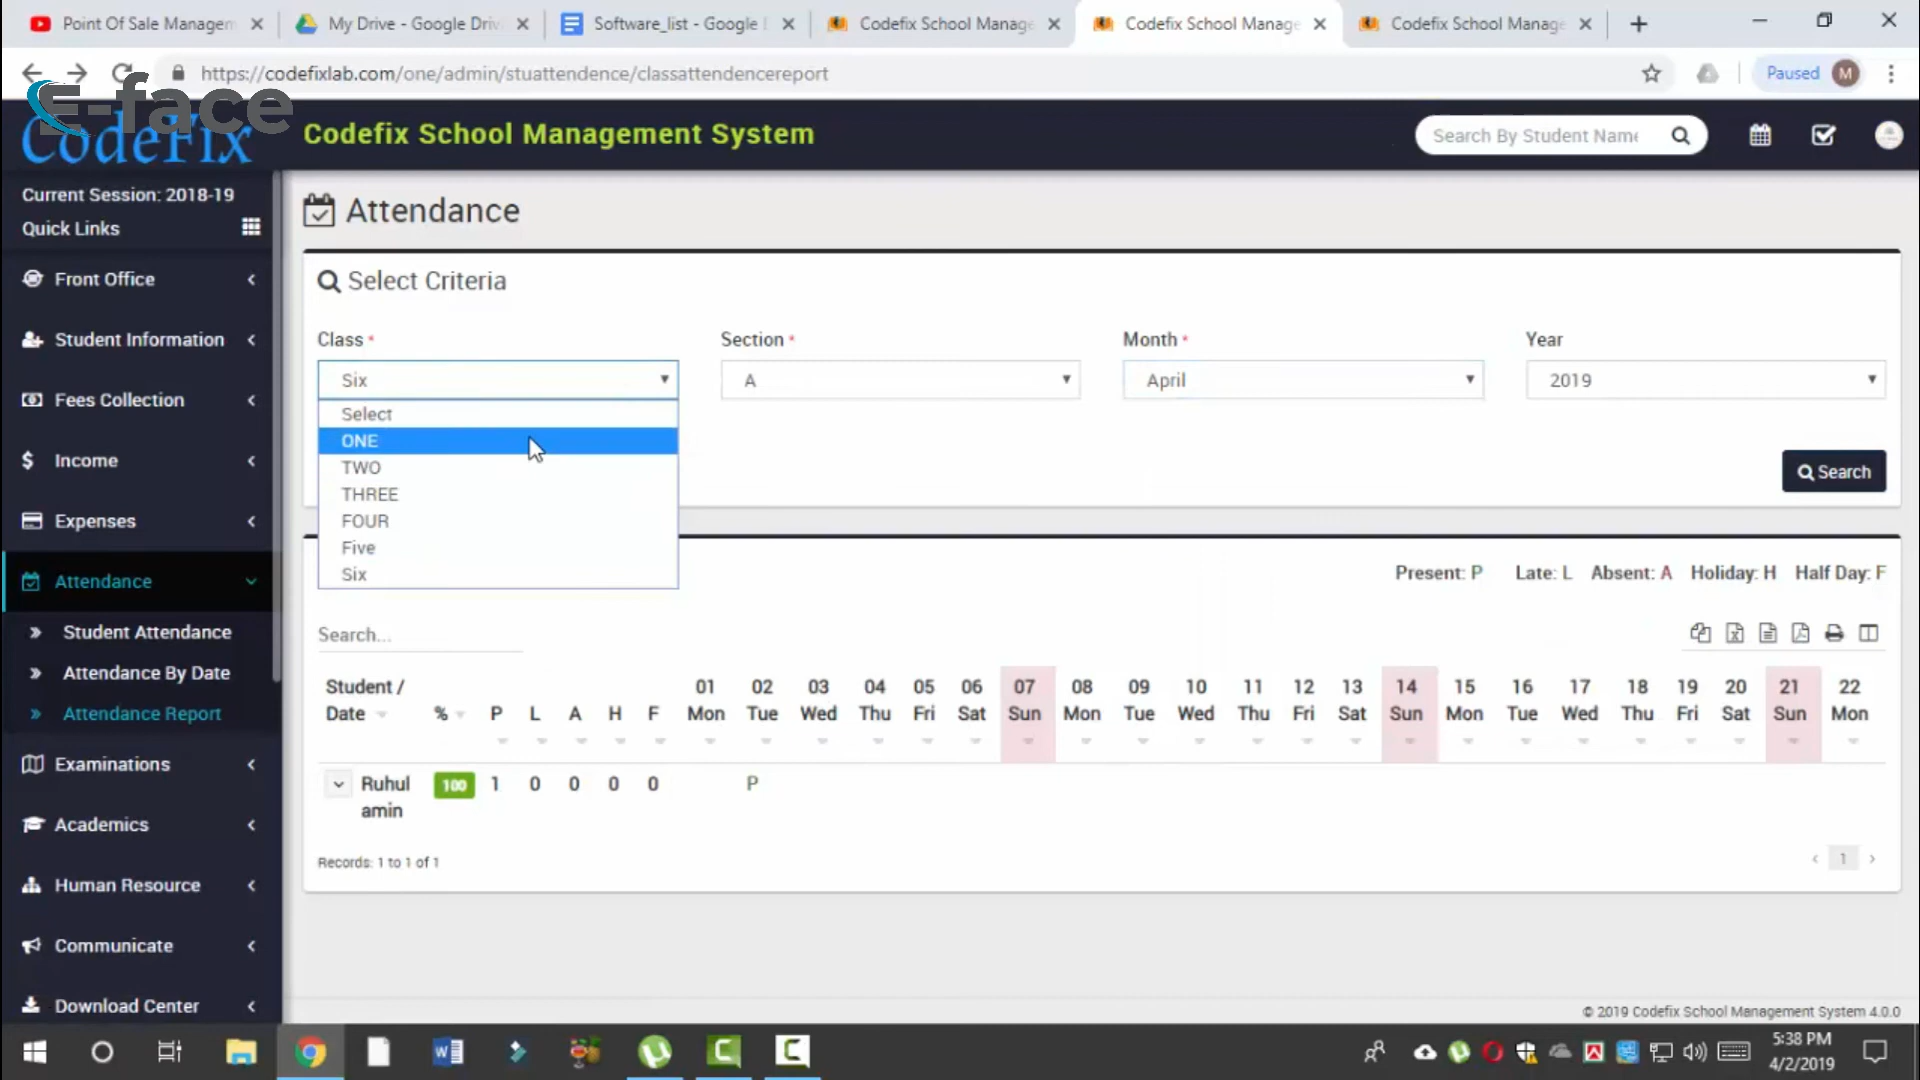 Point Of Sale Managem
My Drive - Google Driv
Software_list - Google
Codefix School Manage
Codefix School Manage
Codefix School Manage
https://codefixlab.com/one/admin/stuattendence/classattendencereport
Paused
M
E-face
CodeFix
Codefix School Management System
Search By Student Name
Current Session: 2018-19
Quick Links
Front Office
Student Information
Fees Collection
Income
Expenses
Attendance
Student Attendance
Attendance By Date
Attendance Report
Examinations
Academics
Human Resource
Communicate
Download Center
Attendance
Select Criteria
Class * Section * Month * Year
Six A April 2019
Select
ONE
TWO
THREE
FOUR
Five
Six
Search
Present: P Late: L Absent: A Holiday: H Half Day: F
Search...
Student / 01 02 03 04 05 06 07 08 09 10 11 12 13 14 15 16 17 18 19 20 21 22
Date % P L A H F Mon Tue Wed Thu Fri Sat Sun Mon Tue Wed Thu Fri Sat Sun Mon Tue Wed Thu Fri Sat Sun Mon
Ruhul 100 1 0 0 0 0 P
amin
Records: 1 to 1 of 1
1
© 2019 Codefix School Management System 4.0.0
5:38 PM
4/2/2019